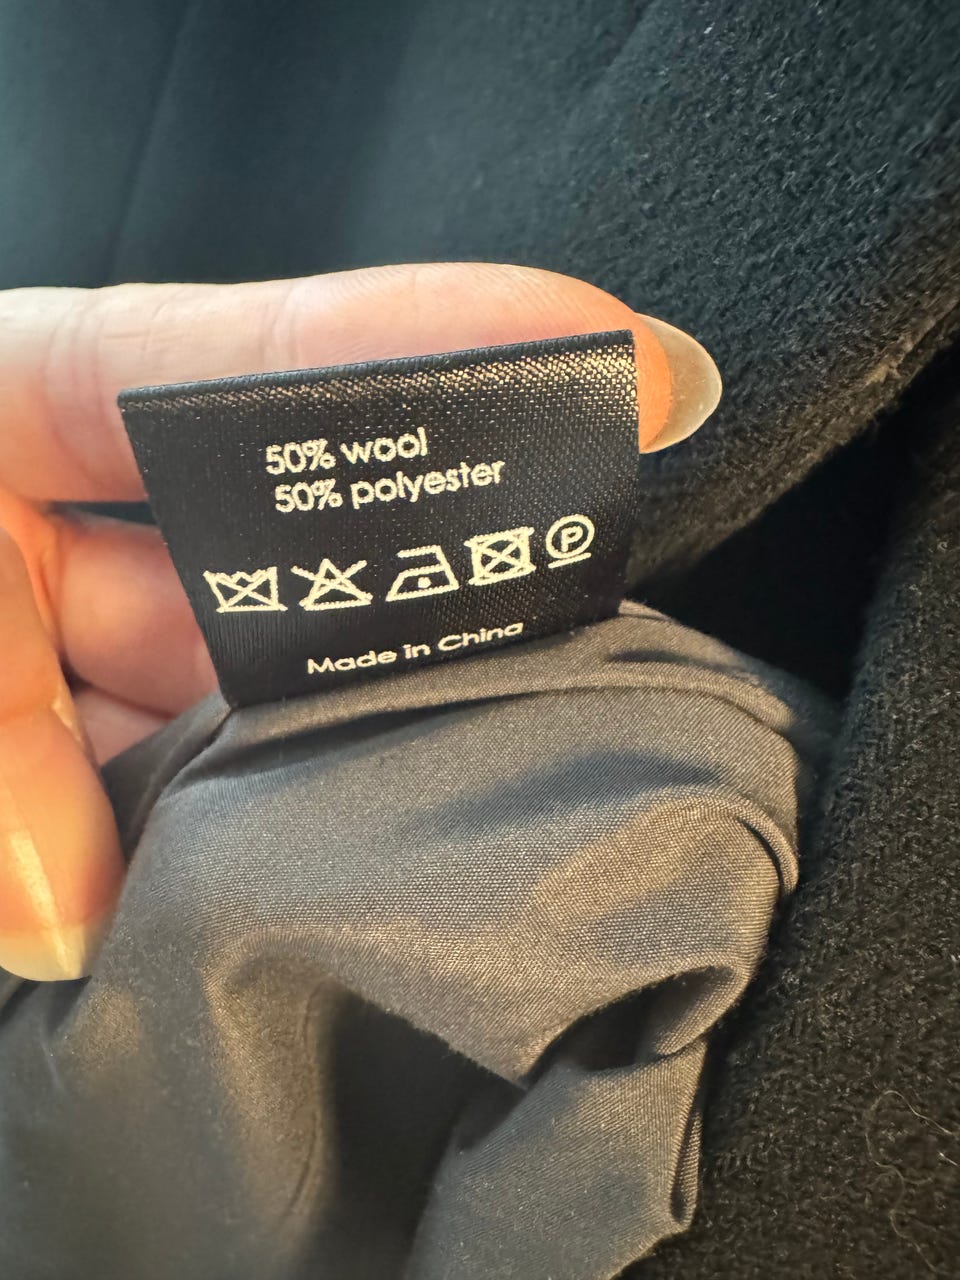 50% wool
50% polyester
P
Made in China